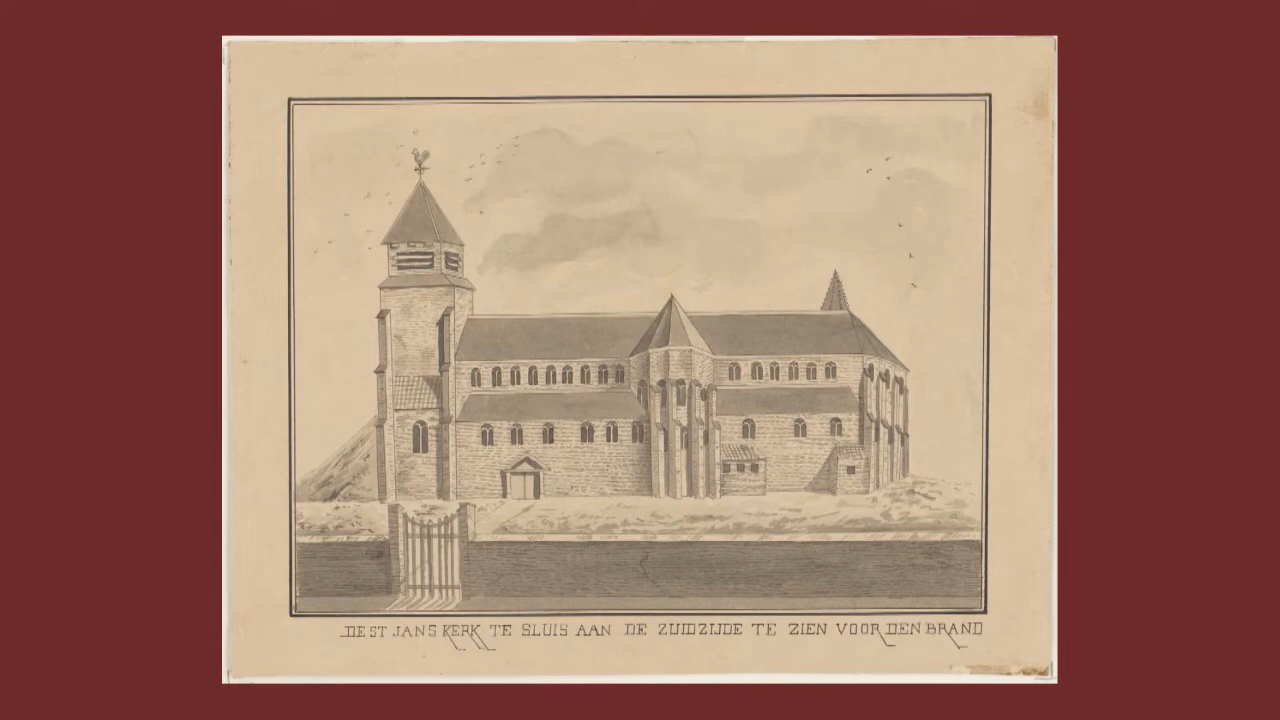 DE ST JANS KERK TE SLUIS AAN DE ZUIDZIJDE TE ZIEN VOOR DEN BRAND